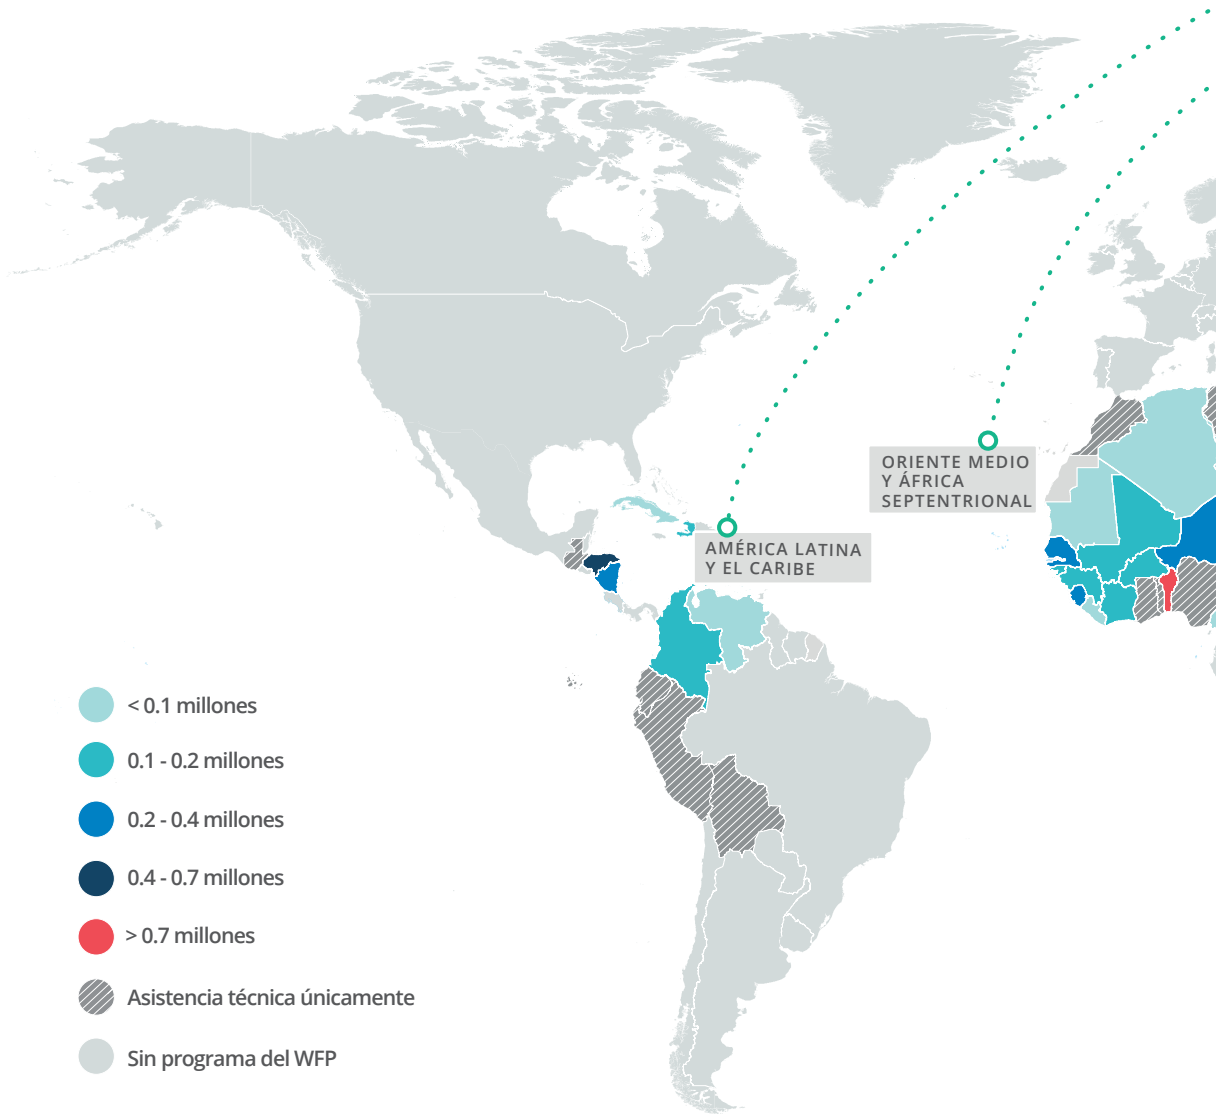 ORIENTE MEDIO
Y ÁFRICA
SEPTENTRIONAL
AMÉRICA LATINA
Y EL CARIBE
< 0.1 millones
0.1 - 0.2 millones
0.2 - 0.4 millones
0.4 - 0.7 millones
> 0.7 millones
Asistencia técnica únicamente
Sin programa del WFP